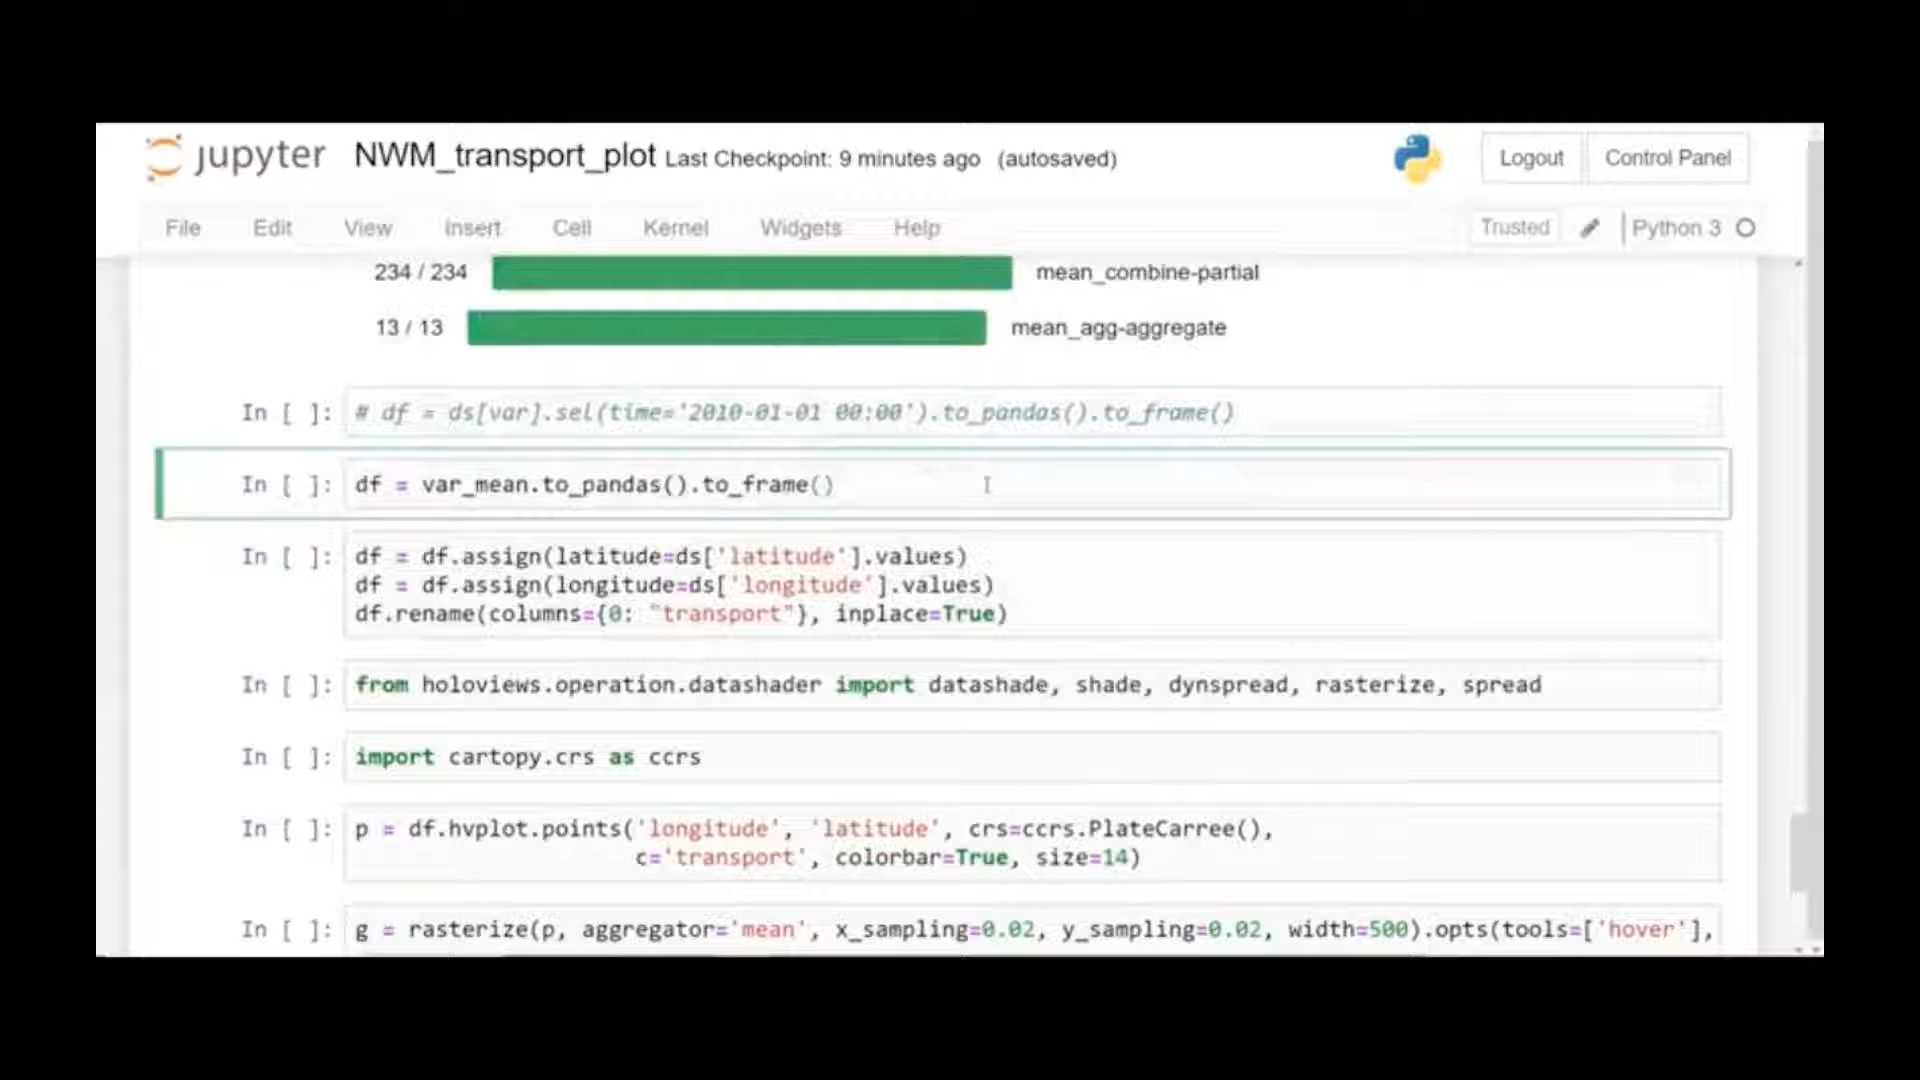 jupyter NWM_transport_plot Last Checkpoint: 9 minutes ago (autosaved) Logout Control Panel
File Edit View Insert Cell Kernel Widgets Help Trusted Python 3
234 / 234 mean_combine-partial
13 / 13 mean_agg-aggregate
In [ ]: # df = ds[var].sel(time='2010-01-01 00:00').to_pandas().to_frame()
In [ ]: df = var_mean.to_pandas().to_frame()
In [ ]: df = df.assign(latitude=ds['latitude'].values)
df = df.assign(longitude=ds['longitude'].values)
df.rename(columns={0: "transport"}, inplace=True)
In [ ]: from holoviews.operation.datashader import datashade, shade, dynspread, rasterize, spread
In [ ]: import cartopy.crs as ccrs
In [ ]: p = df.hvplot.points('longitude', 'latitude', crs=ccrs.PlateCarree(),
c='transport', colorbar=True, size=14)
In [ ]: g = rasterize(p, aggregator='mean', x_sampling=0.02, y_sampling=0.02, width=500).opts(tools=['hover'],